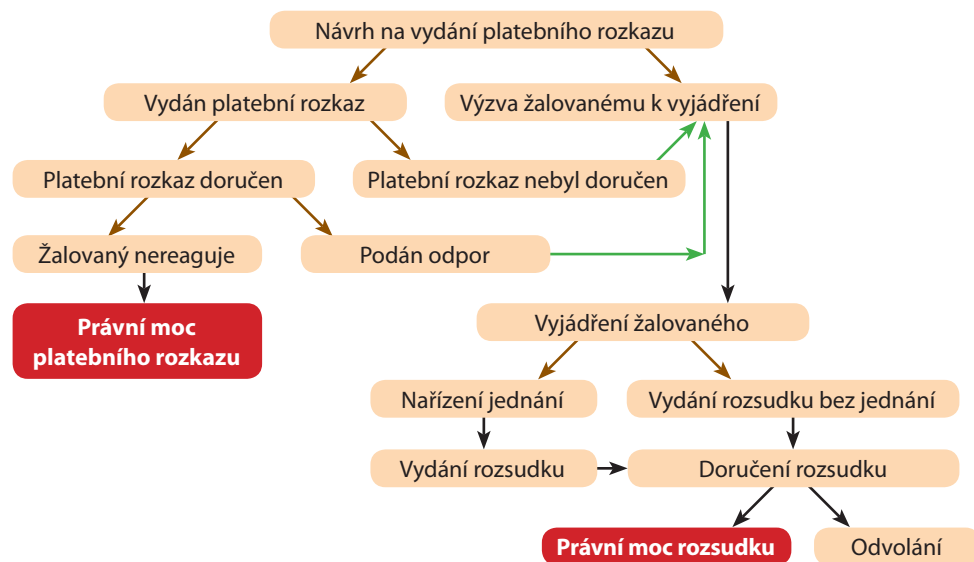 Návrh na vydání platebního rozkazu
Vydán platební rozkaz
Výzva žalovanému k vyjádření
Platební rozkaz doručen
Platební rozkaz nebyl doručen
Žalovaný nereaguje
Podán odpor
Právní moc
platebního rozkazu
Vyjádření žalovaného
Nařízení jednání
Vydání rozsudku bez jednání
Vydání rozsudku
Doručení rozsudku
Právní moc rozsudku
Odvolání